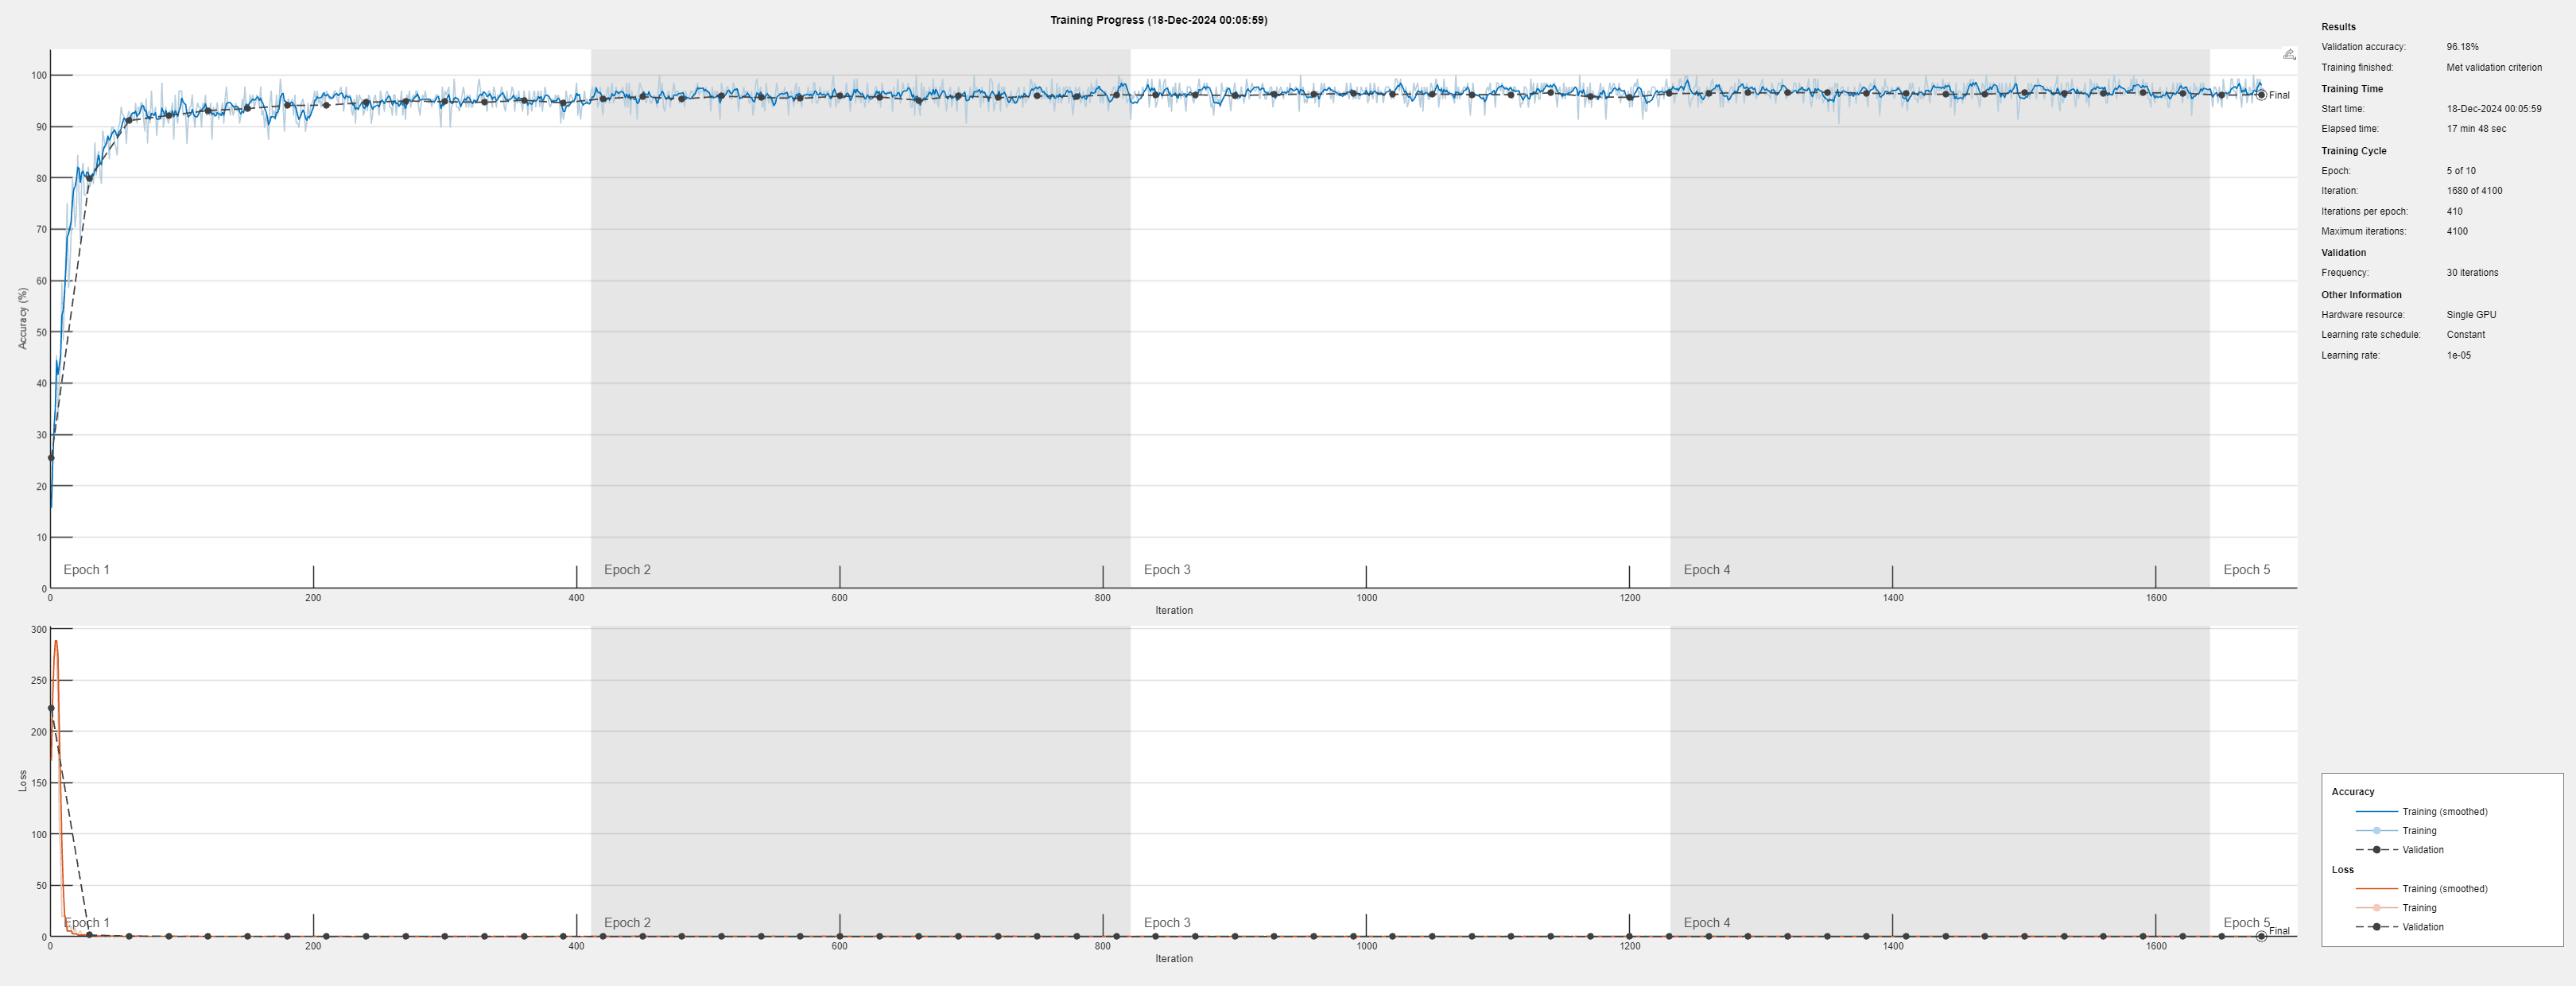 Training Progress (18-Dec-2024 00:05:59)
100
90
80
70
60
50
40
30
20
10
0
Accuracy (%)
Final
Epoch 1
Epoch 2
Epoch 3
Epoch 4
Epoch 5
0
200
400
600
800
1000
1200
1400
1600
Iteration
300
250
200
150
100
50
0
Loss
Epoch 1
Epoch 2
Epoch 3
Epoch 4
Epoch 5
Final
0
200
400
600
800
1000
1200
1400
1600
Iteration
Results
Validation accuracy: 96.18%
Training finished: Met validation criterion
Training Time
Start time: 18-Dec-2024 00:05:59
Elapsed time: 17 min 48 sec
Training Cycle
Epoch: 5 of 10
Iteration: 1680 of 4100
Iterations per epoch: 410
Maximum iterations: 4100
Validation
Frequency: 30 iterations
Other Information
Hardware resource: Single GPU
Learning rate schedule: Constant
Learning rate: 1e-05
Accuracy
Training (smoothed)
Training
Validation
Loss
Training (smoothed)
Training
Validation